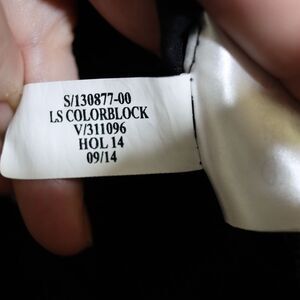 S/130877-00
LS COLORBLOCK
V/311096
HOL 14
09/14